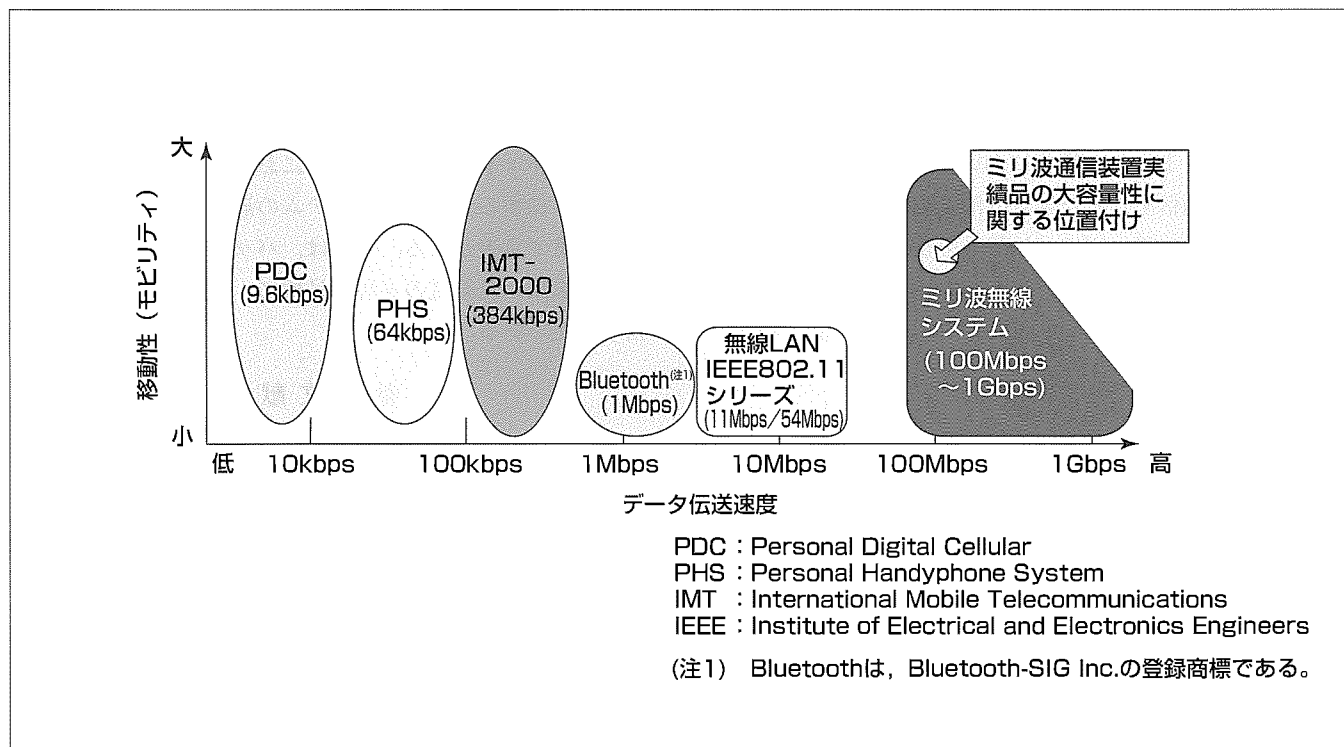 大
小
移動性 (モビリティ)
PDC
(9.6kbps)
PHS
(64kbps)
IMT-
2000
(384kbps)
Bluetooth(注1)
(1Mbps)
無線LAN
IEEE802.11
シリーズ
(11Mbps/54Mbps)
ミリ波通信装置実
績品の大容量性に
関する位置付け
ミリ波無線
システム
(100Mbps
～1Gbps)
低 10kbps 100kbps 1Mbps 10Mbps 100Mbps 1Gbps 高
データ伝送速度
PDC：Personal Digital Cellular
PHS：Personal Handyphone System
IMT：International Mobile Telecommunications
IEEE：Institute of Electrical and Electronics Engineers
(注1) Bluetoothは，Bluetooth-SIG Inc.の登録商標である。